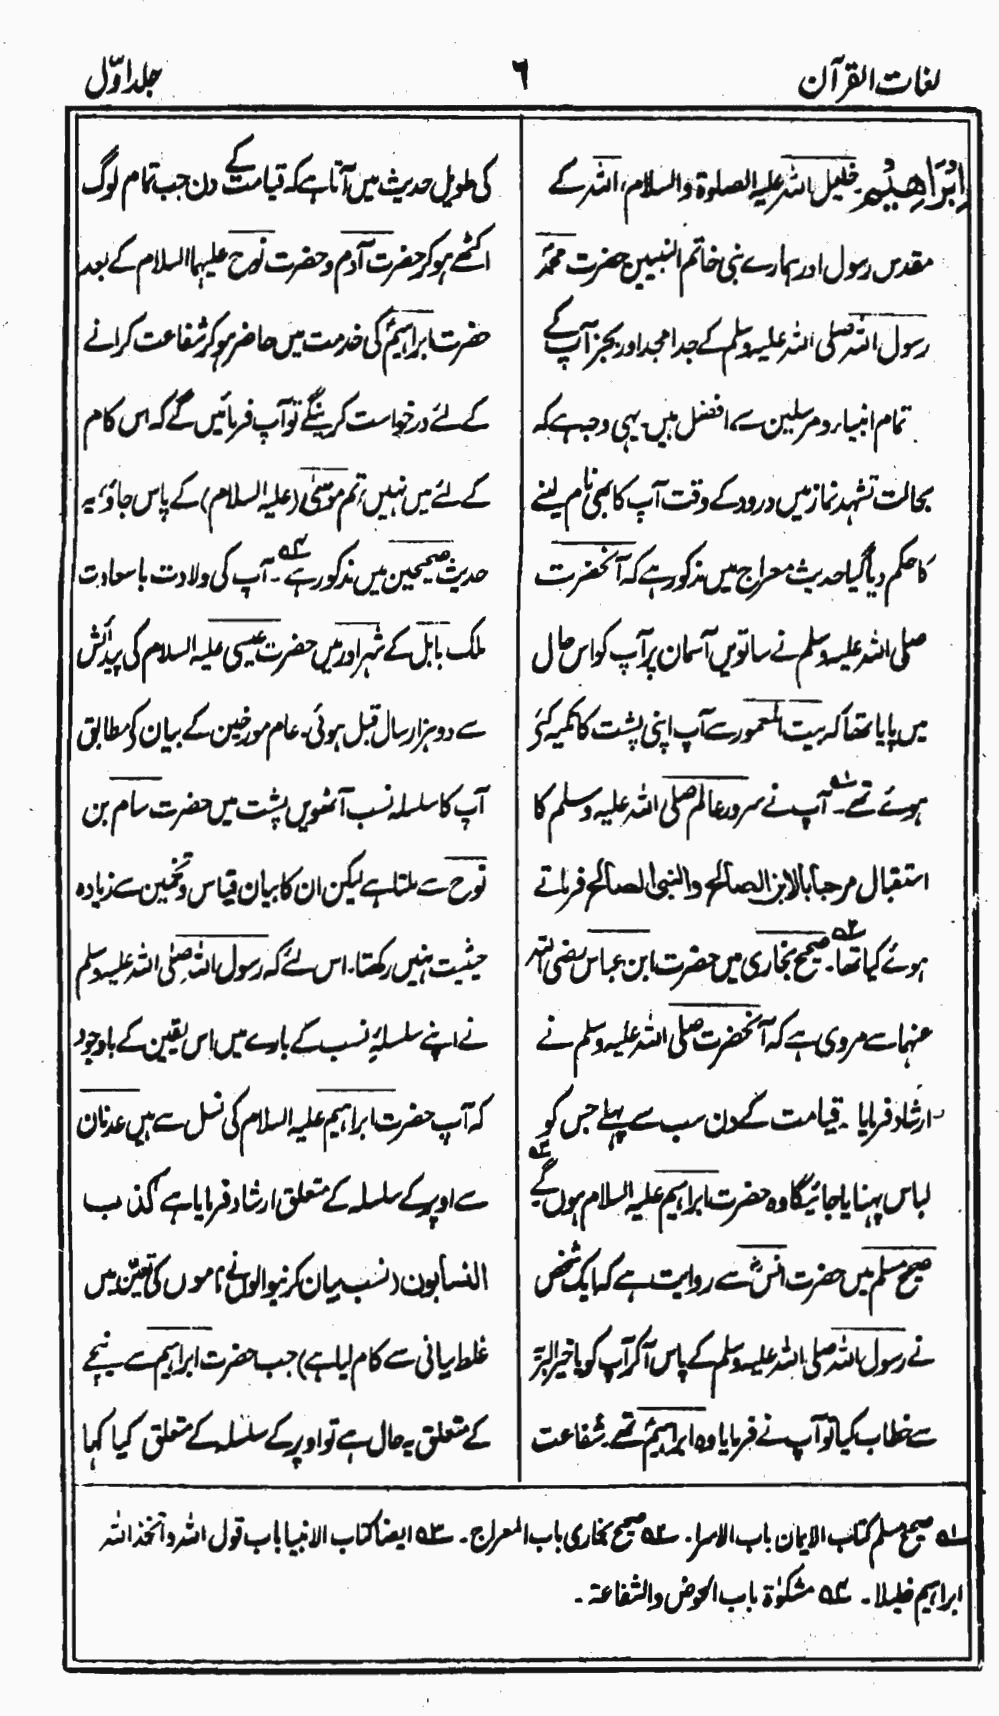 لغات القرآن
٦
جلد اوّل
اِبْرَاهِيْم خلیل اللہ علیہ الصلوۃ والسلام، اللہ کے
مقدس رسول اور ہمارے نبی خاتم النبیین حضرت محمدؐ
رسول اللہ صلی اللہ علیہ وسلم کے جد امجد اور بجز آپ کے
تمام انبیاء و مرسلین سے افضل ہیں۔ یہی وجہ ہے کہ
بحالت تشہد نماز میں درود کے وقت آپ کا بھی نام لینے
کا حکم دیا گیا حدیث معراج میں مذکور ہے کہ آنحضرت
صلی اللہ علیہ وسلم نے ساتویں آسمان پر آپ کو اس حال
میں پایا تھا کہ بیت المعمور سے آپ اپنی پشت کا تکیہ کئے
ہوئے تھے۔ ۱؎ آپ نے سرور عالم صلی اللہ علیہ وسلم کا
استقبال مرحبا بالابن الصالح والنبی الصالح فرماتے
ہوئے کیا تھا۔ ۲؎ صحیح بخاری میں حضرت ابن عباس رضی اللہ
عنہما سے مروی ہے کہ آنحضرت صلی اللہ علیہ وسلم نے
ارشاد فرمایا۔ قیامت کے دن سب سے پہلے جس کو
لباس پہنایا جائیگا وہ حضرت ابراہیم علیہ السلام ہوں گے ۳؎
صحیح مسلم میں حضرت انسؓ سے روایت ہے کہ ایک شخص
نے رسول اللہ صلی اللہ علیہ وسلم کے پاس آکر آپ کو یا خیر البریۃ
سے خطاب کیا تو آپ نے فرمایا وہ ابراہیمؑ تھے۔ شفاعت
کی طویل حدیث میں آتا ہے کہ قیامت کے دن جب تمام لوگ
اکٹھے ہو کر حضرت آدم و حضرت نوح علیہما السلام کے بعد
حضرت ابراہیمؑ کی خدمت میں حاضر ہو کر شفاعت کرانے
کے لئے درخواست کرینگے تو آپ فرمائیں گے کہ اس کام
کے لئے میں نہیں، تم موسیٰ (علیہ السلام) کے پاس جاؤ، یہ
حدیث صحیحین میں مذکور ہے ۴؎۔ آپ کی ولادت باسعادت
ملک بابل کے شہر اور میں حضرت عیسی علیہ السلام کی پیدائش
سے دو ہزار سال قبل ہوئی۔ عام مورخین کے بیان کے مطابق
آپ کا سلسلہ نسب آٹھویں پشت میں حضرت سام بن
نوح سے ملتا ہے لیکن ان کا بیان قیاس و تخمین سے زیادہ
حیثیت نہیں رکھتا۔ اس لئے کہ رسول اللہ صلی اللہ علیہ وسلم
نے اپنے سلسلۂ نسب کے بارے میں اس یقین کے باوجود
کہ آپ حضرت ابراہیم علیہ السلام کی نسل سے ہیں عدنان
سے اوپر کے سلسلہ کے متعلق ارشاد فرمایا ہے کذب
النسابون (نسب بیان کرنیوالوں نے ناموں کی تعیّن میں
غلط بیانی سے کام لیا ہے) جب حضرت ابراہیم سے نیچے
کے متعلق یہ حال ہے تو اوپر کے سلسلہ کے متعلق کیا کہا
۱؎ صحیح مسلم کتاب الایمان باب الاسرا۔ ۲؎ صحیح بخاری باب المعراج۔ ۳؎ ایضا کتاب الانبیا باب قول اللہ واتخذ اللہ
ابراہیم خلیلا۔ ۴؎ مشکوٰۃ باب الحوض والشفاعۃ۔